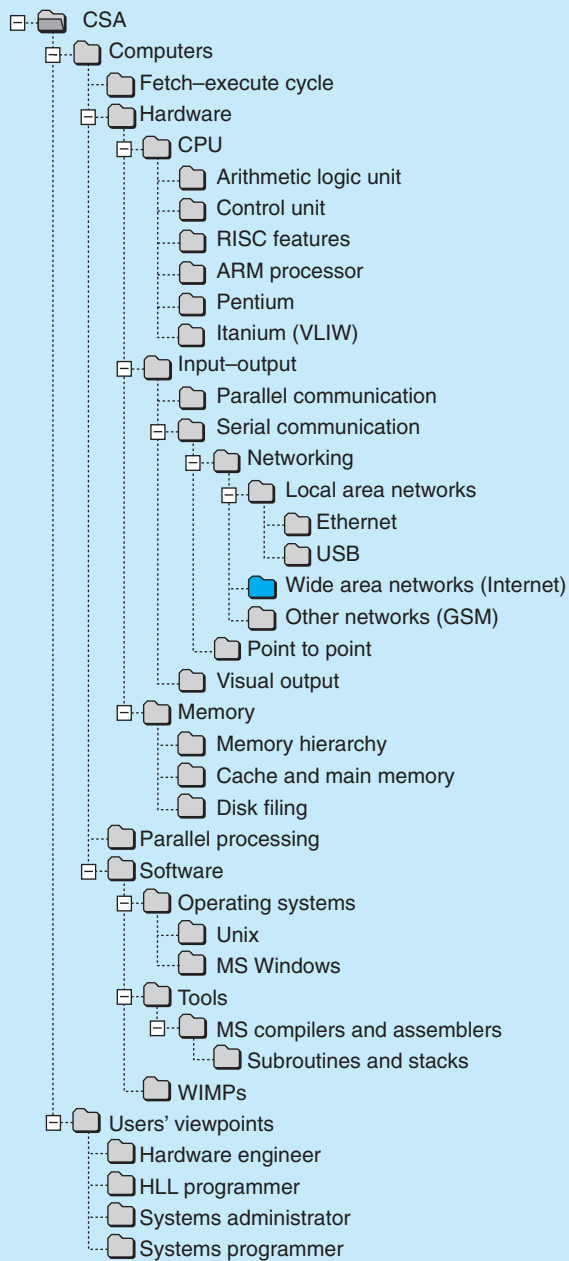 CSA
Computers
Fetch–execute cycle
Hardware
CPU
Arithmetic logic unit
Control unit
RISC features
ARM processor
Pentium
Itanium (VLIW)
Input–output
Parallel communication
Serial communication
Networking
Local area networks
Ethernet
USB
Wide area networks (Internet)
Other networks (GSM)
Point to point
Visual output
Memory
Memory hierarchy
Cache and main memory
Disk filing
Parallel processing
Software
Operating systems
Unix
MS Windows
Tools
MS compilers and assemblers
Subroutines and stacks
WIMPs
Users’ viewpoints
Hardware engineer
HLL programmer
Systems administrator
Systems programmer